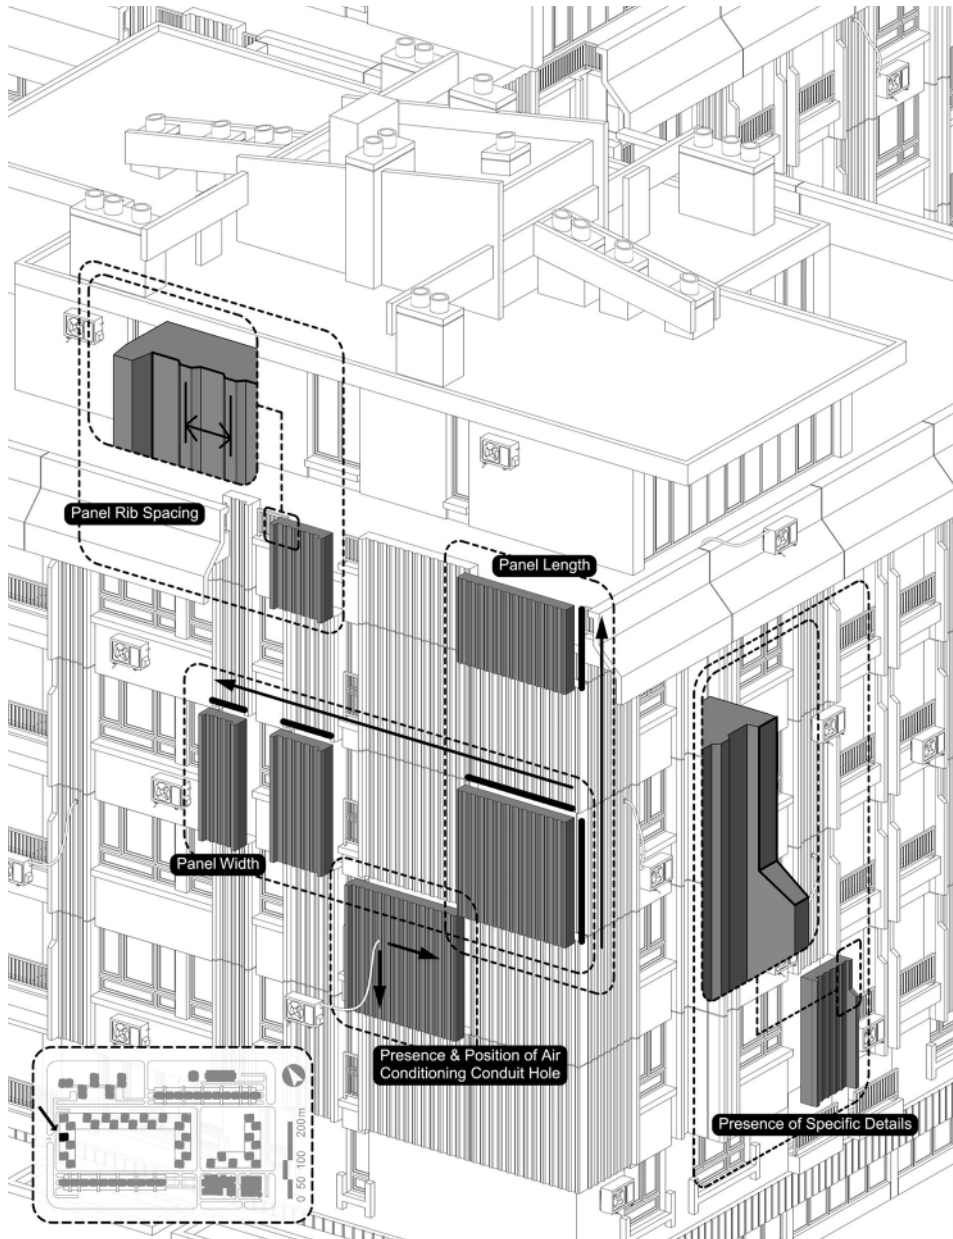 Panel Rib Spacing
Panel Length
Panel Width
Presence & Position of Air
Conditioning Conduit Hole
Presence of Specific Details
0 50 100 200m